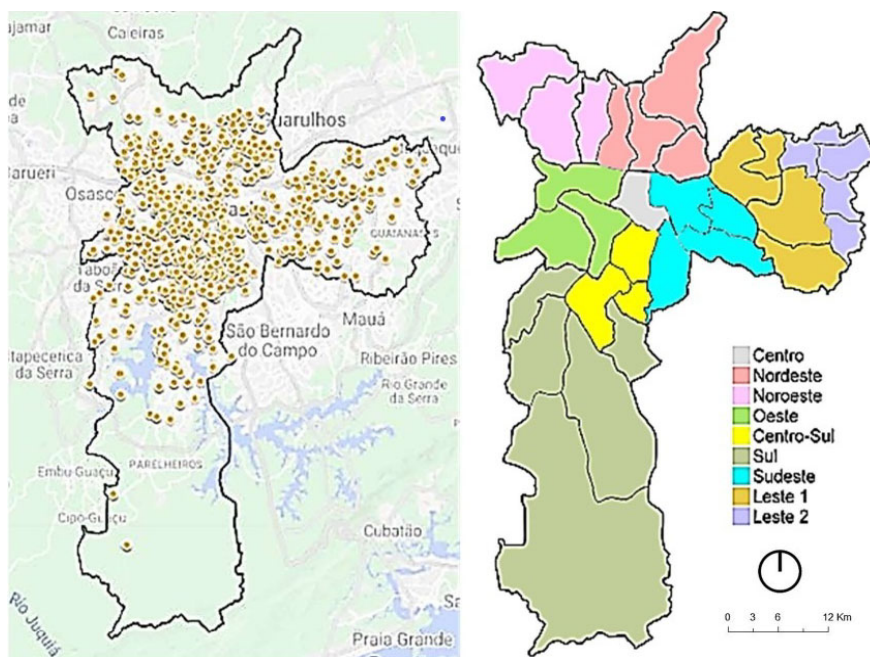 Caieiras
Guarulhos
Barueri
Osasco
GUAIANASES
Taboão
da Serra
Mauá
São Bernardo
do Campo
Itapecerica
da Serra
Ribeirão Pires
Rio Grande
da Serra
PARELHEIROS
Embu-Guaçu
Cipó-Guaçu
Cubatão
Rio Juquiá
Praia Grande
Centro
Nordeste
Noroeste
Oeste
Centro-Sul
Sul
Sudeste
Leste 1
Leste 2
0 3 6 12 Km